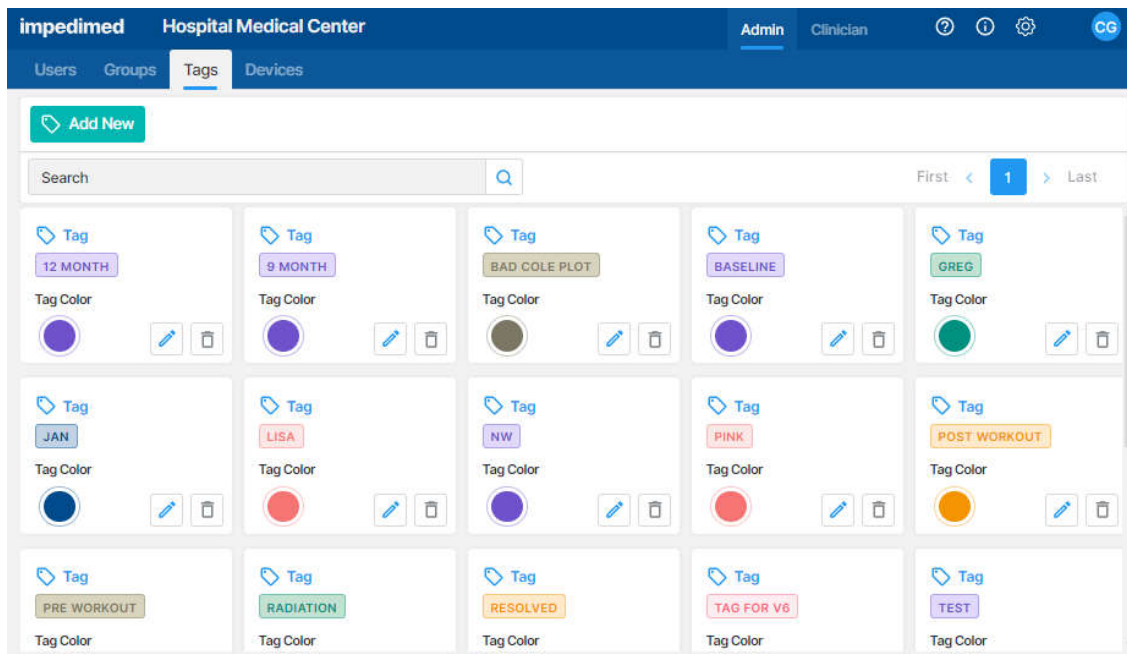 impedimed Hospital Medical Center Admin Clinician CG
Users Groups Tags Devices
Add New
Search First < 1 > Last
Tag Tag Tag Tag Tag
12 MONTH 9 MONTH BAD COLE PLOT BASELINE GREG
Tag Color Tag Color Tag Color Tag Color Tag Color
Tag Tag Tag Tag Tag
JAN LISA NW PINK POST WORKOUT
Tag Color Tag Color Tag Color Tag Color Tag Color
Tag Tag Tag Tag Tag
PRE WORKOUT RADIATION RESOLVED TAG FOR V6 TEST
Tag Color Tag Color Tag Color Tag Color Tag Color